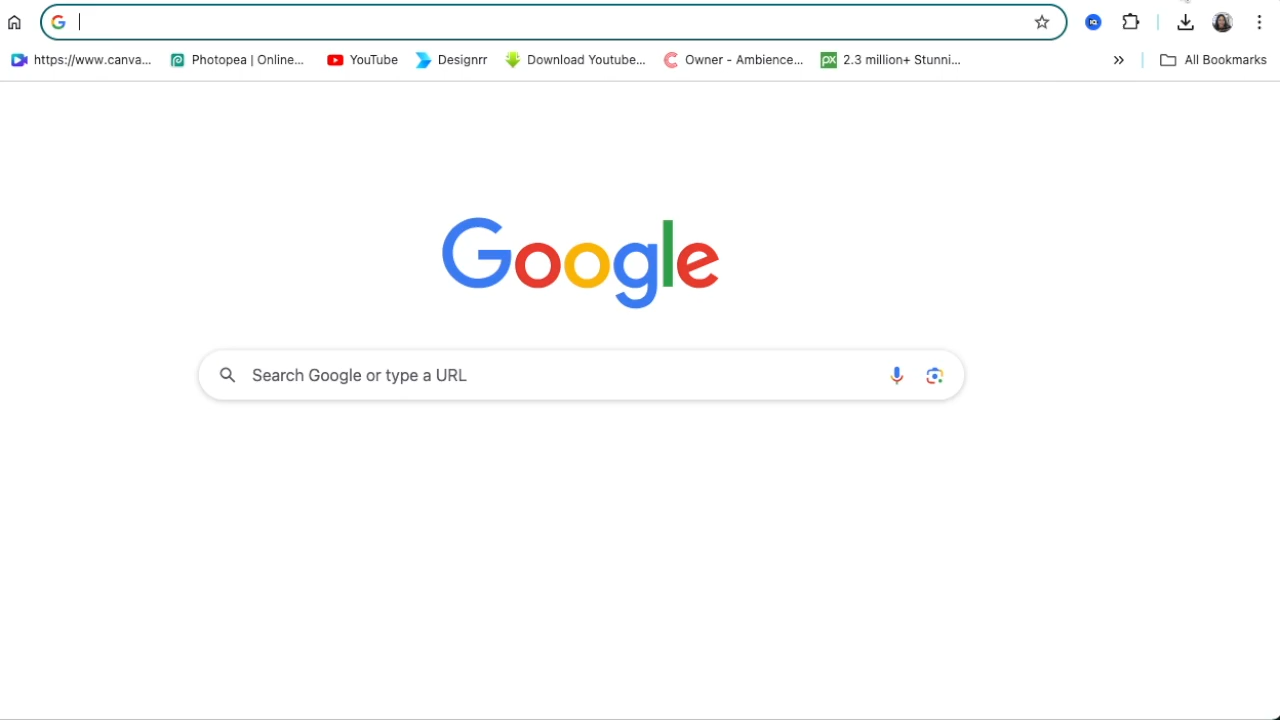 https://www.canva...
Photopea | Online...
YouTube
Designrr
Download Youtube...
Owner - Ambience...
2.3 million+ Stunni...
»
All Bookmarks
Google
Search Google or type a URL